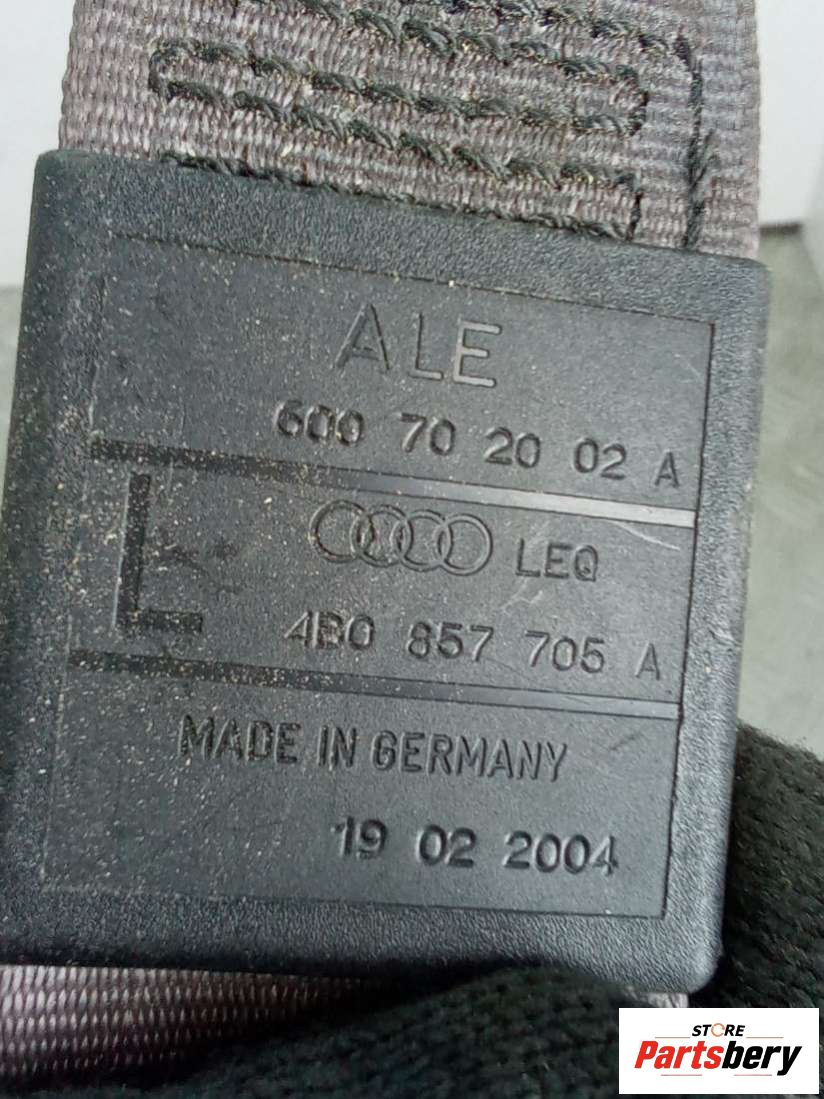 ALE
600 70 20 02 A
L
LEQ
4B0 857 705 A
MADE IN GERMANY
19 02 2004
STORE
Partsbery